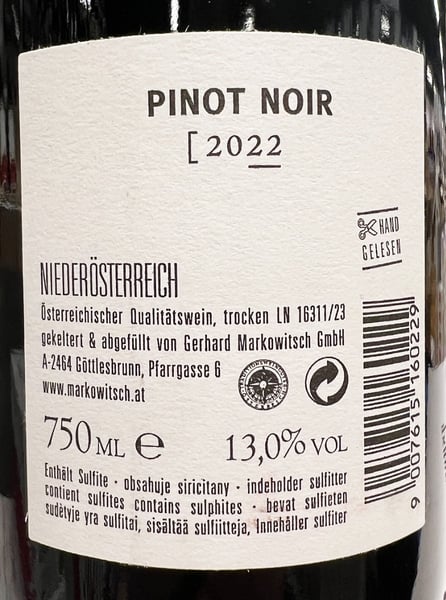 PINOT NOIR
[2022
HAND
GELESEN
NIEDERÖSTERREICH
Österreichischer Qualitätswein, trocken LN 16311/23
gekeltert & abgefüllt von Gerhard Markowitsch GmbH
A-2464 Göttlesbrunn, Pfarrgasse 6
www.markowitsch.at
750 ML e 13,0% VOL
Enthält Sulfite · obsahuje siricitany · indeholder sulfitter
contient sulfites contains sulphites · bevat sulfieten
sudėtyje yra sulfitai, sisältää sulfiitteja, innehåller sulfiter
9 007615 160229